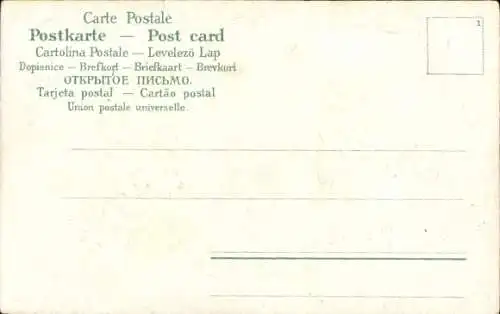 Carte Postale
Postkarte — Post card
Cartolina Postale — Levelező Lap
Dopisnice — Brefkort — Briefkaart — Brevkort
ОТКРЫТОЕ ПИСЬМО.
Tarjeta postal — Cartão postal
Union postale universelle.
1